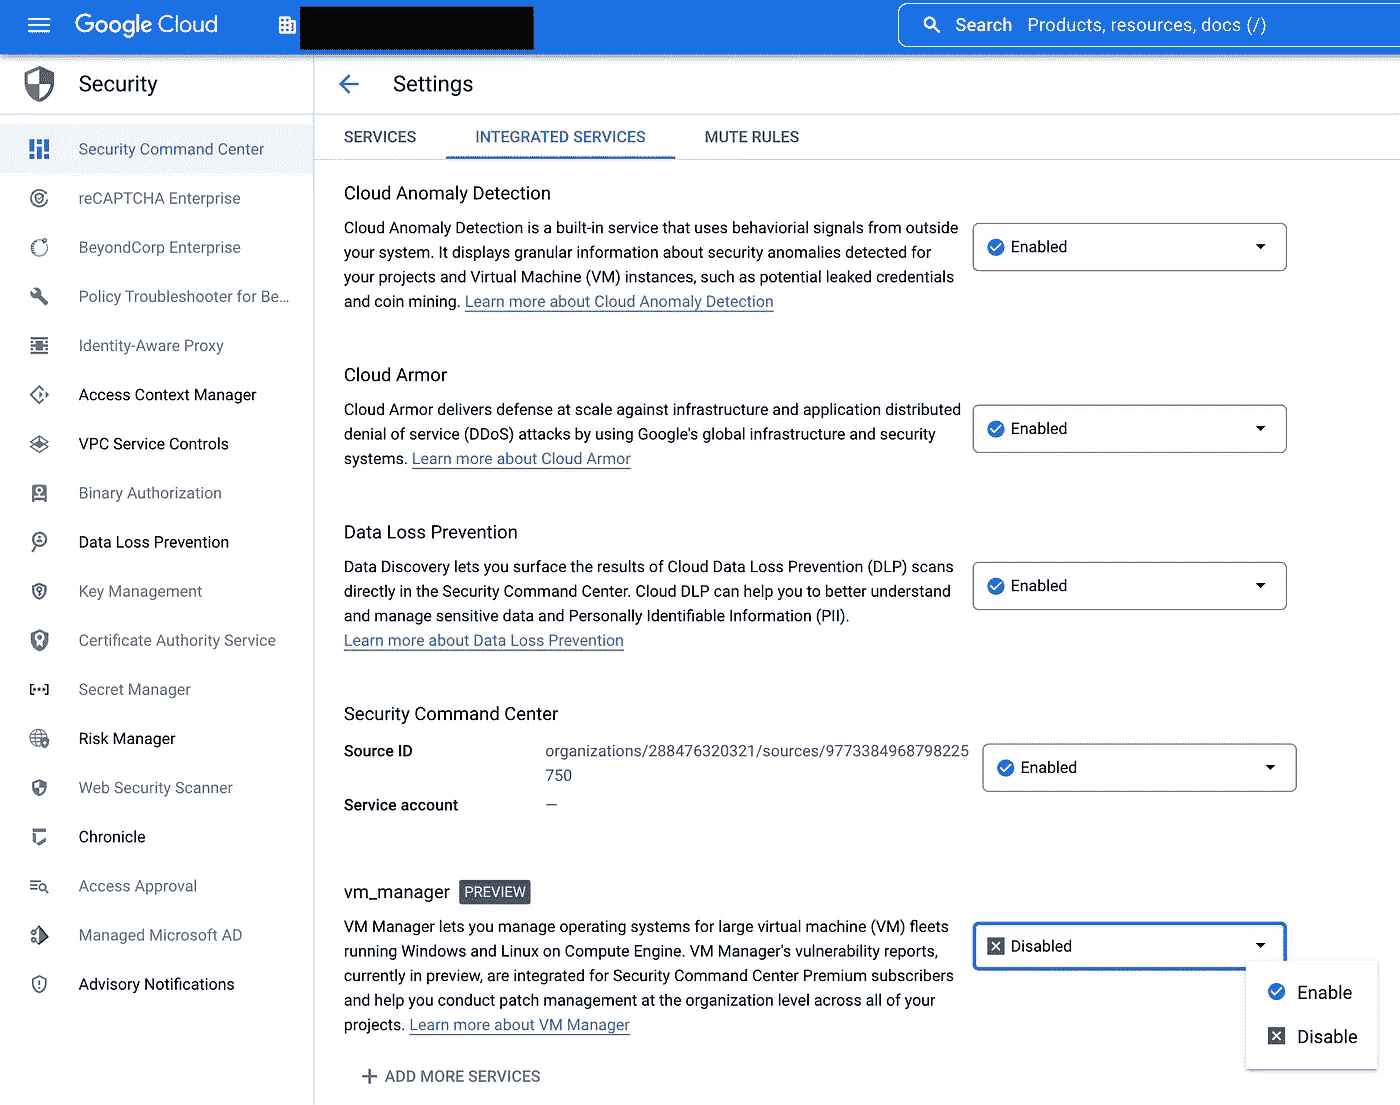 Google Cloud
Search Products, resources, docs (/)
Security
Settings
SERVICES
INTEGRATED SERVICES
MUTE RULES
Security Command Center
reCAPTCHA Enterprise
BeyondCorp Enterprise
Policy Troubleshooter for Be...
Identity-Aware Proxy
Access Context Manager
VPC Service Controls
Binary Authorization
Data Loss Prevention
Key Management
Certificate Authority Service
Secret Manager
Risk Manager
Web Security Scanner
Chronicle
Access Approval
Managed Microsoft AD
Advisory Notifications
Cloud Anomaly Detection
Cloud Anomaly Detection is a built-in service that uses behaviorial signals from outside
your system. It displays granular information about security anomalies detected for
your projects and Virtual Machine (VM) instances, such as potential leaked credentials
and coin mining. Learn more about Cloud Anomaly Detection
Enabled
Cloud Armor
Cloud Armor delivers defense at scale against infrastructure and application distributed
denial of service (DDoS) attacks by using Google's global infrastructure and security
systems. Learn more about Cloud Armor
Enabled
Data Loss Prevention
Data Discovery lets you surface the results of Cloud Data Loss Prevention (DLP) scans
directly in the Security Command Center. Cloud DLP can help you to better understand
and manage sensitive data and Personally Identifiable Information (PII).
Learn more about Data Loss Prevention
Enabled
Security Command Center
Source ID
organizations/288476320321/sources/9773384968798225
750
Service account
—
Enabled
vm_manager PREVIEW
VM Manager lets you manage operating systems for large virtual machine (VM) fleets
running Windows and Linux on Compute Engine. VM Manager's vulnerability reports,
currently in preview, are integrated for Security Command Center Premium subscribers
and help you conduct patch management at the organization level across all of your
projects. Learn more about VM Manager
Disabled
Enable
Disable
+ ADD MORE SERVICES